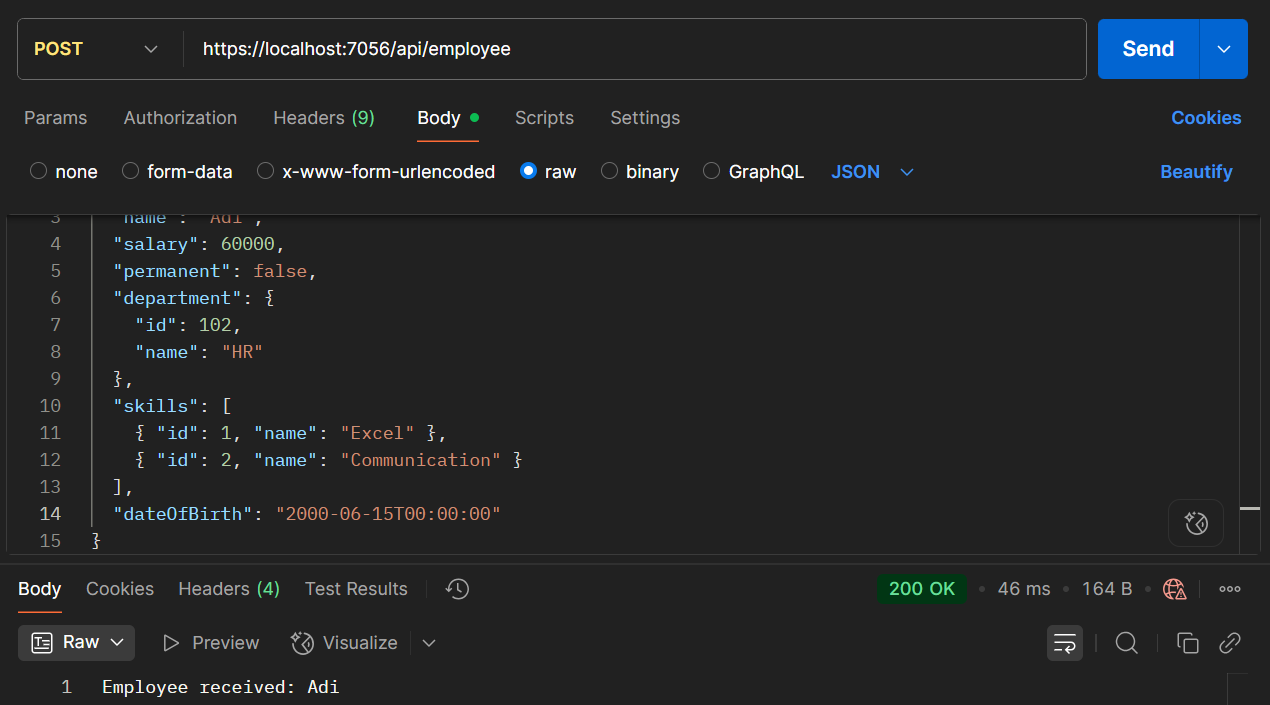 POST https://localhost:7056/api/employee Send
Params Authorization Headers (9) Body Scripts Settings Cookies
none form-data x-www-form-urlencoded raw binary GraphQL JSON Beautify
3 "name": "Adi",
4 "salary": 60000,
5 "permanent": false,
6 "department": {
7 "id": 102,
8 "name": "HR"
9 },
10 "skills": [
11 { "id": 1, "name": "Excel" },
12 { "id": 2, "name": "Communication" }
13 ],
14 "dateOfBirth": "2000-06-15T00:00:00"
15 }
Body Cookies Headers (4) Test Results 200 OK • 46 ms • 164 B •
Raw Preview Visualize
1 Employee received: Adi